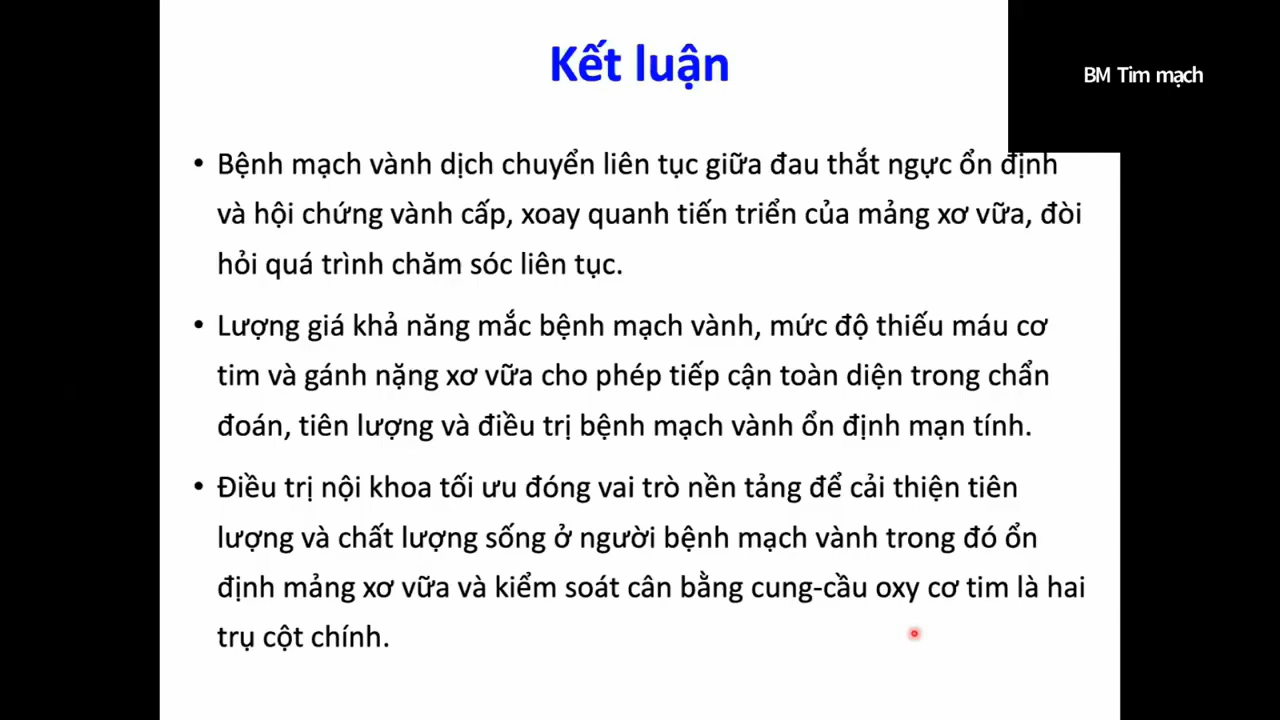 Kết luận
BM Tim mạch
• Bệnh mạch vành dịch chuyển liên tục giữa đau thắt ngực ổn định
và hội chứng vành cấp, xoay quanh tiến triển của mảng xơ vữa, đòi
hỏi quá trình chăm sóc liên tục.
• Lượng giá khả năng mắc bệnh mạch vành, mức độ thiếu máu cơ
tim và gánh nặng xơ vữa cho phép tiếp cận toàn diện trong chẩn
đoán, tiên lượng và điều trị bệnh mạch vành ổn định mạn tính.
• Điều trị nội khoa tối ưu đóng vai trò nền tảng để cải thiện tiên
lượng và chất lượng sống ở người bệnh mạch vành trong đó ổn
định mảng xơ vữa và kiểm soát cân bằng cung-cầu oxy cơ tim là hai
trụ cột chính.